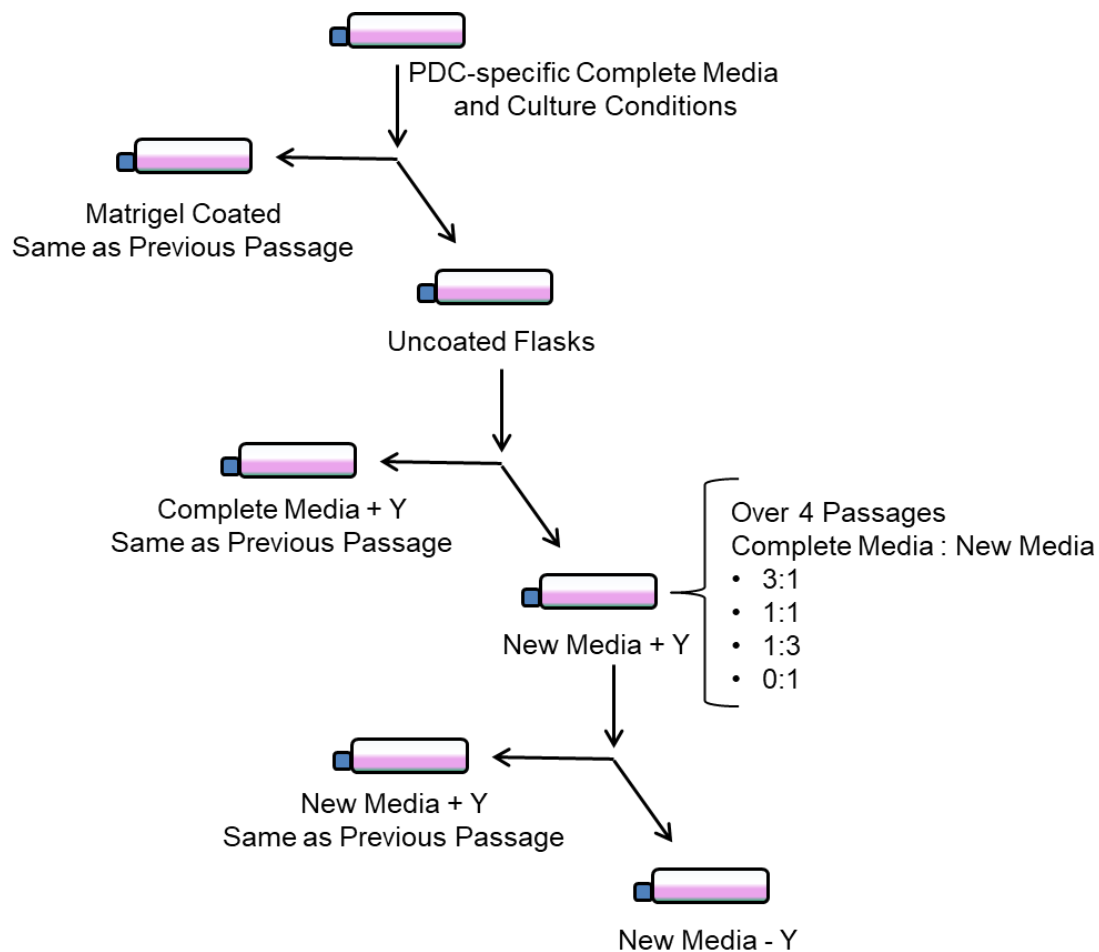 PDC-specific Complete Media
and Culture Conditions
Matrigel Coated
Same as Previous Passage
Uncoated Flasks
Complete Media + Y
Same as Previous Passage
Over 4 Passages
Complete Media : New Media
• 3:1
• 1:1
• 1:3
• 0:1
New Media + Y
New Media + Y
Same as Previous Passage
New Media - Y